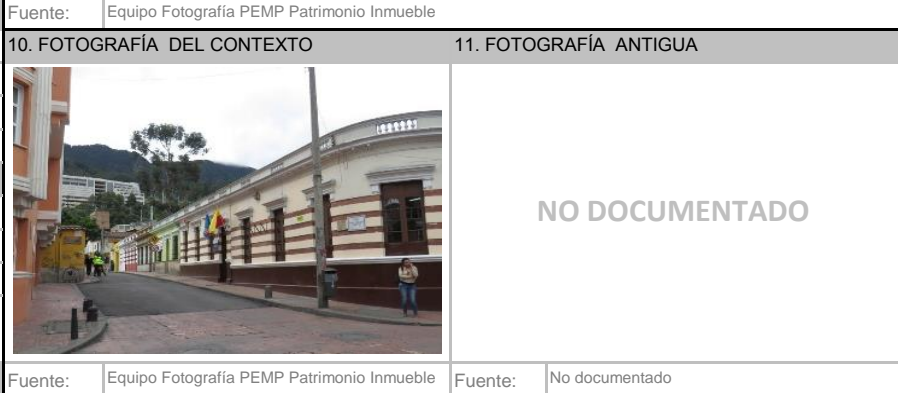 Fuente: Equipo Fotografía PEMP Patrimonio Inmueble
10. FOTOGRAFÍA DEL CONTEXTO
11. FOTOGRAFÍA ANTIGUA
NO DOCUMENTADO
Fuente: Equipo Fotografía PEMP Patrimonio Inmueble
Fuente: No documentado